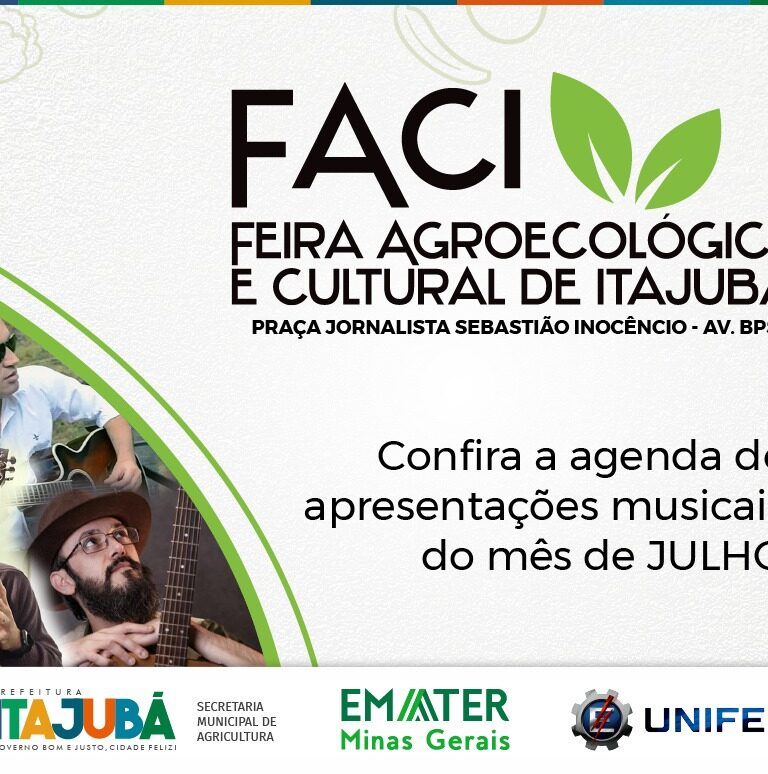 FACI
FEIRA AGROECOLÓGIC
E CULTURAL DE ITAJUBÁ
PRAÇA JORNALISTA SEBASTIÃO INOCÊNCIO - AV. BPS
Confira a agenda de
apresentações musicai
do mês de JULHO
PREFEITURA
ITAJUBÁ
GOVERNO BOM E JUSTO, CIDADE FELIZ!
SECRETARIA
MUNICIPAL DE
AGRICULTURA
EMATER
Minas Gerais
UNIFE